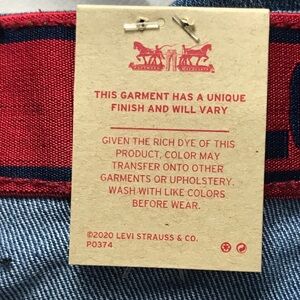 THIS GARMENT HAS A UNIQUE
FINISH AND WILL VARY
GIVEN THE RICH DYE OF THIS
PRODUCT, COLOR MAY
TRANSFER ONTO OTHER
GARMENTS OR UPHOLSTERY.
WASH WITH LIKE COLORS
BEFORE WEAR.
©2020 LEVI STRAUSS & CO.
P0374